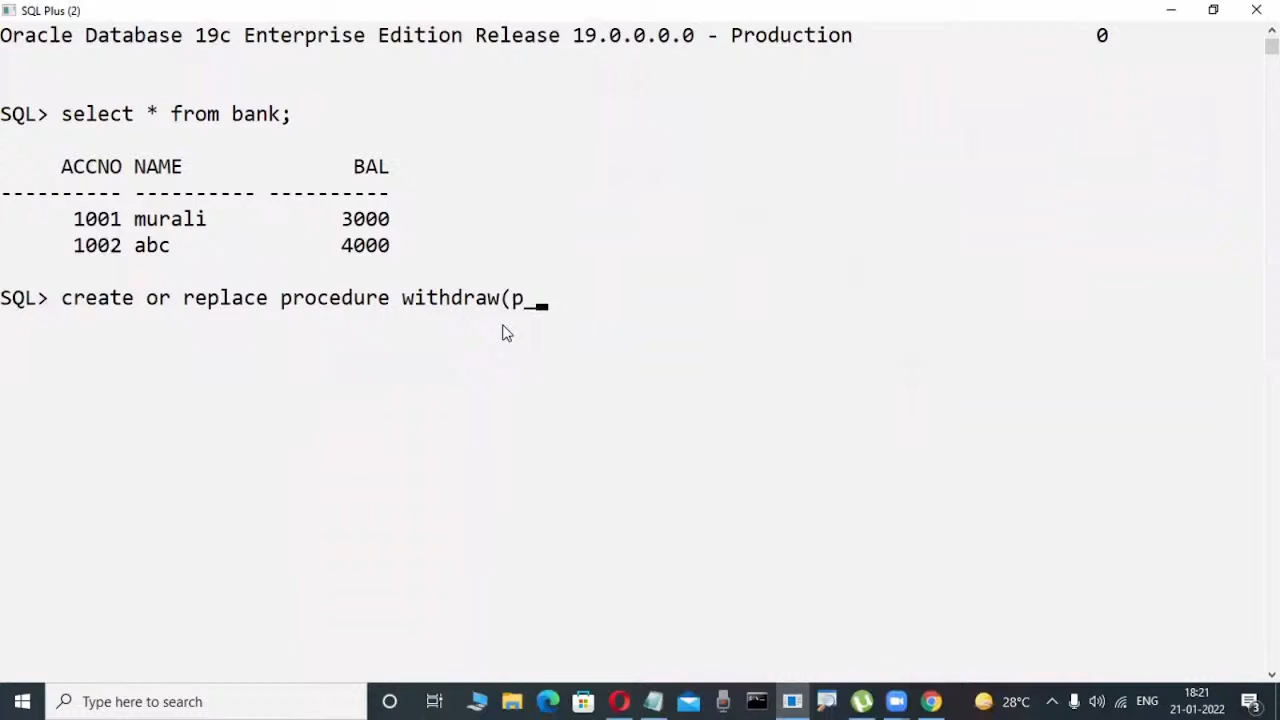 SQL Plus (2)
Oracle Database 19c Enterprise Edition Release 19.0.0.0.0 - Production 0
SQL> select * from bank;
ACCNO NAME BAL
---------- ---------- ----------
1001 murali 3000
1002 abc 4000
SQL> create or replace procedure withdraw(p_
Type here to search
28°C
ENG
18:21
21-01-2022
3